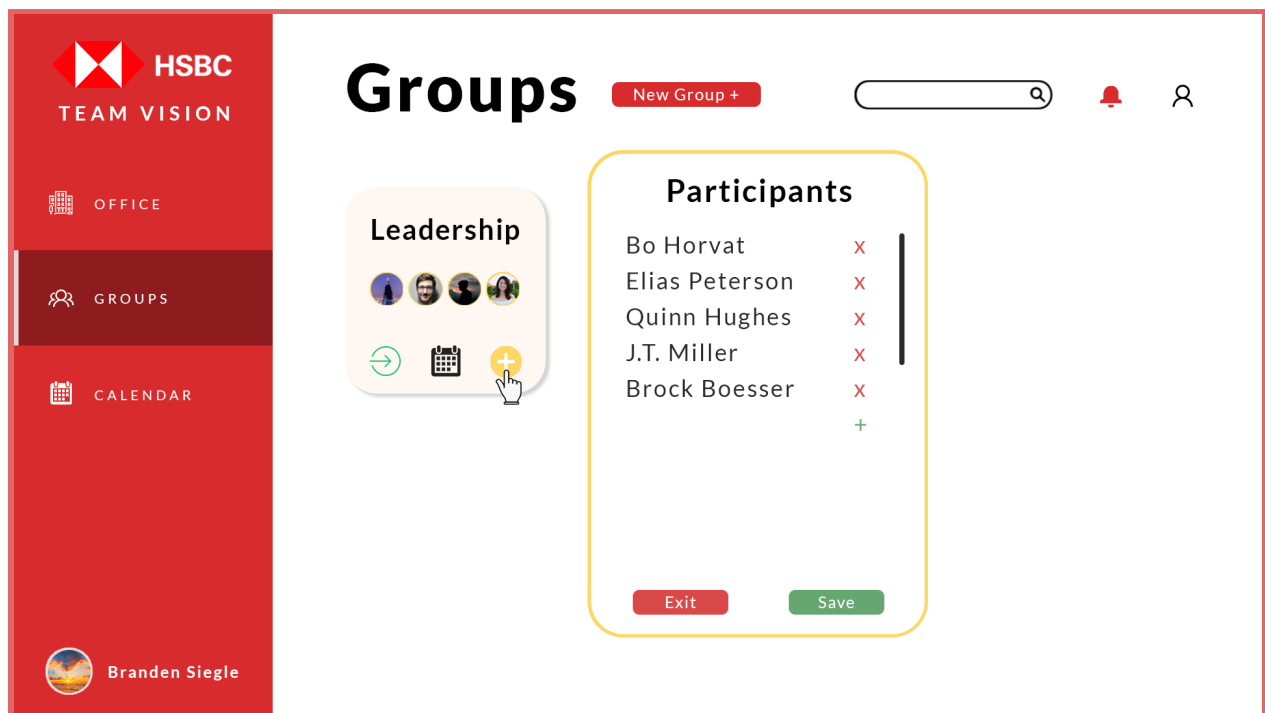 HSBC
TEAM VISION
OFFICE
GROUPS
CALENDAR
Branden Siegle
Groups
New Group +
Leadership
Participants
Bo Horvat x
Elias Peterson x
Quinn Hughes x
J.T. Miller x
Brock Boesser x
+
Exit
Save